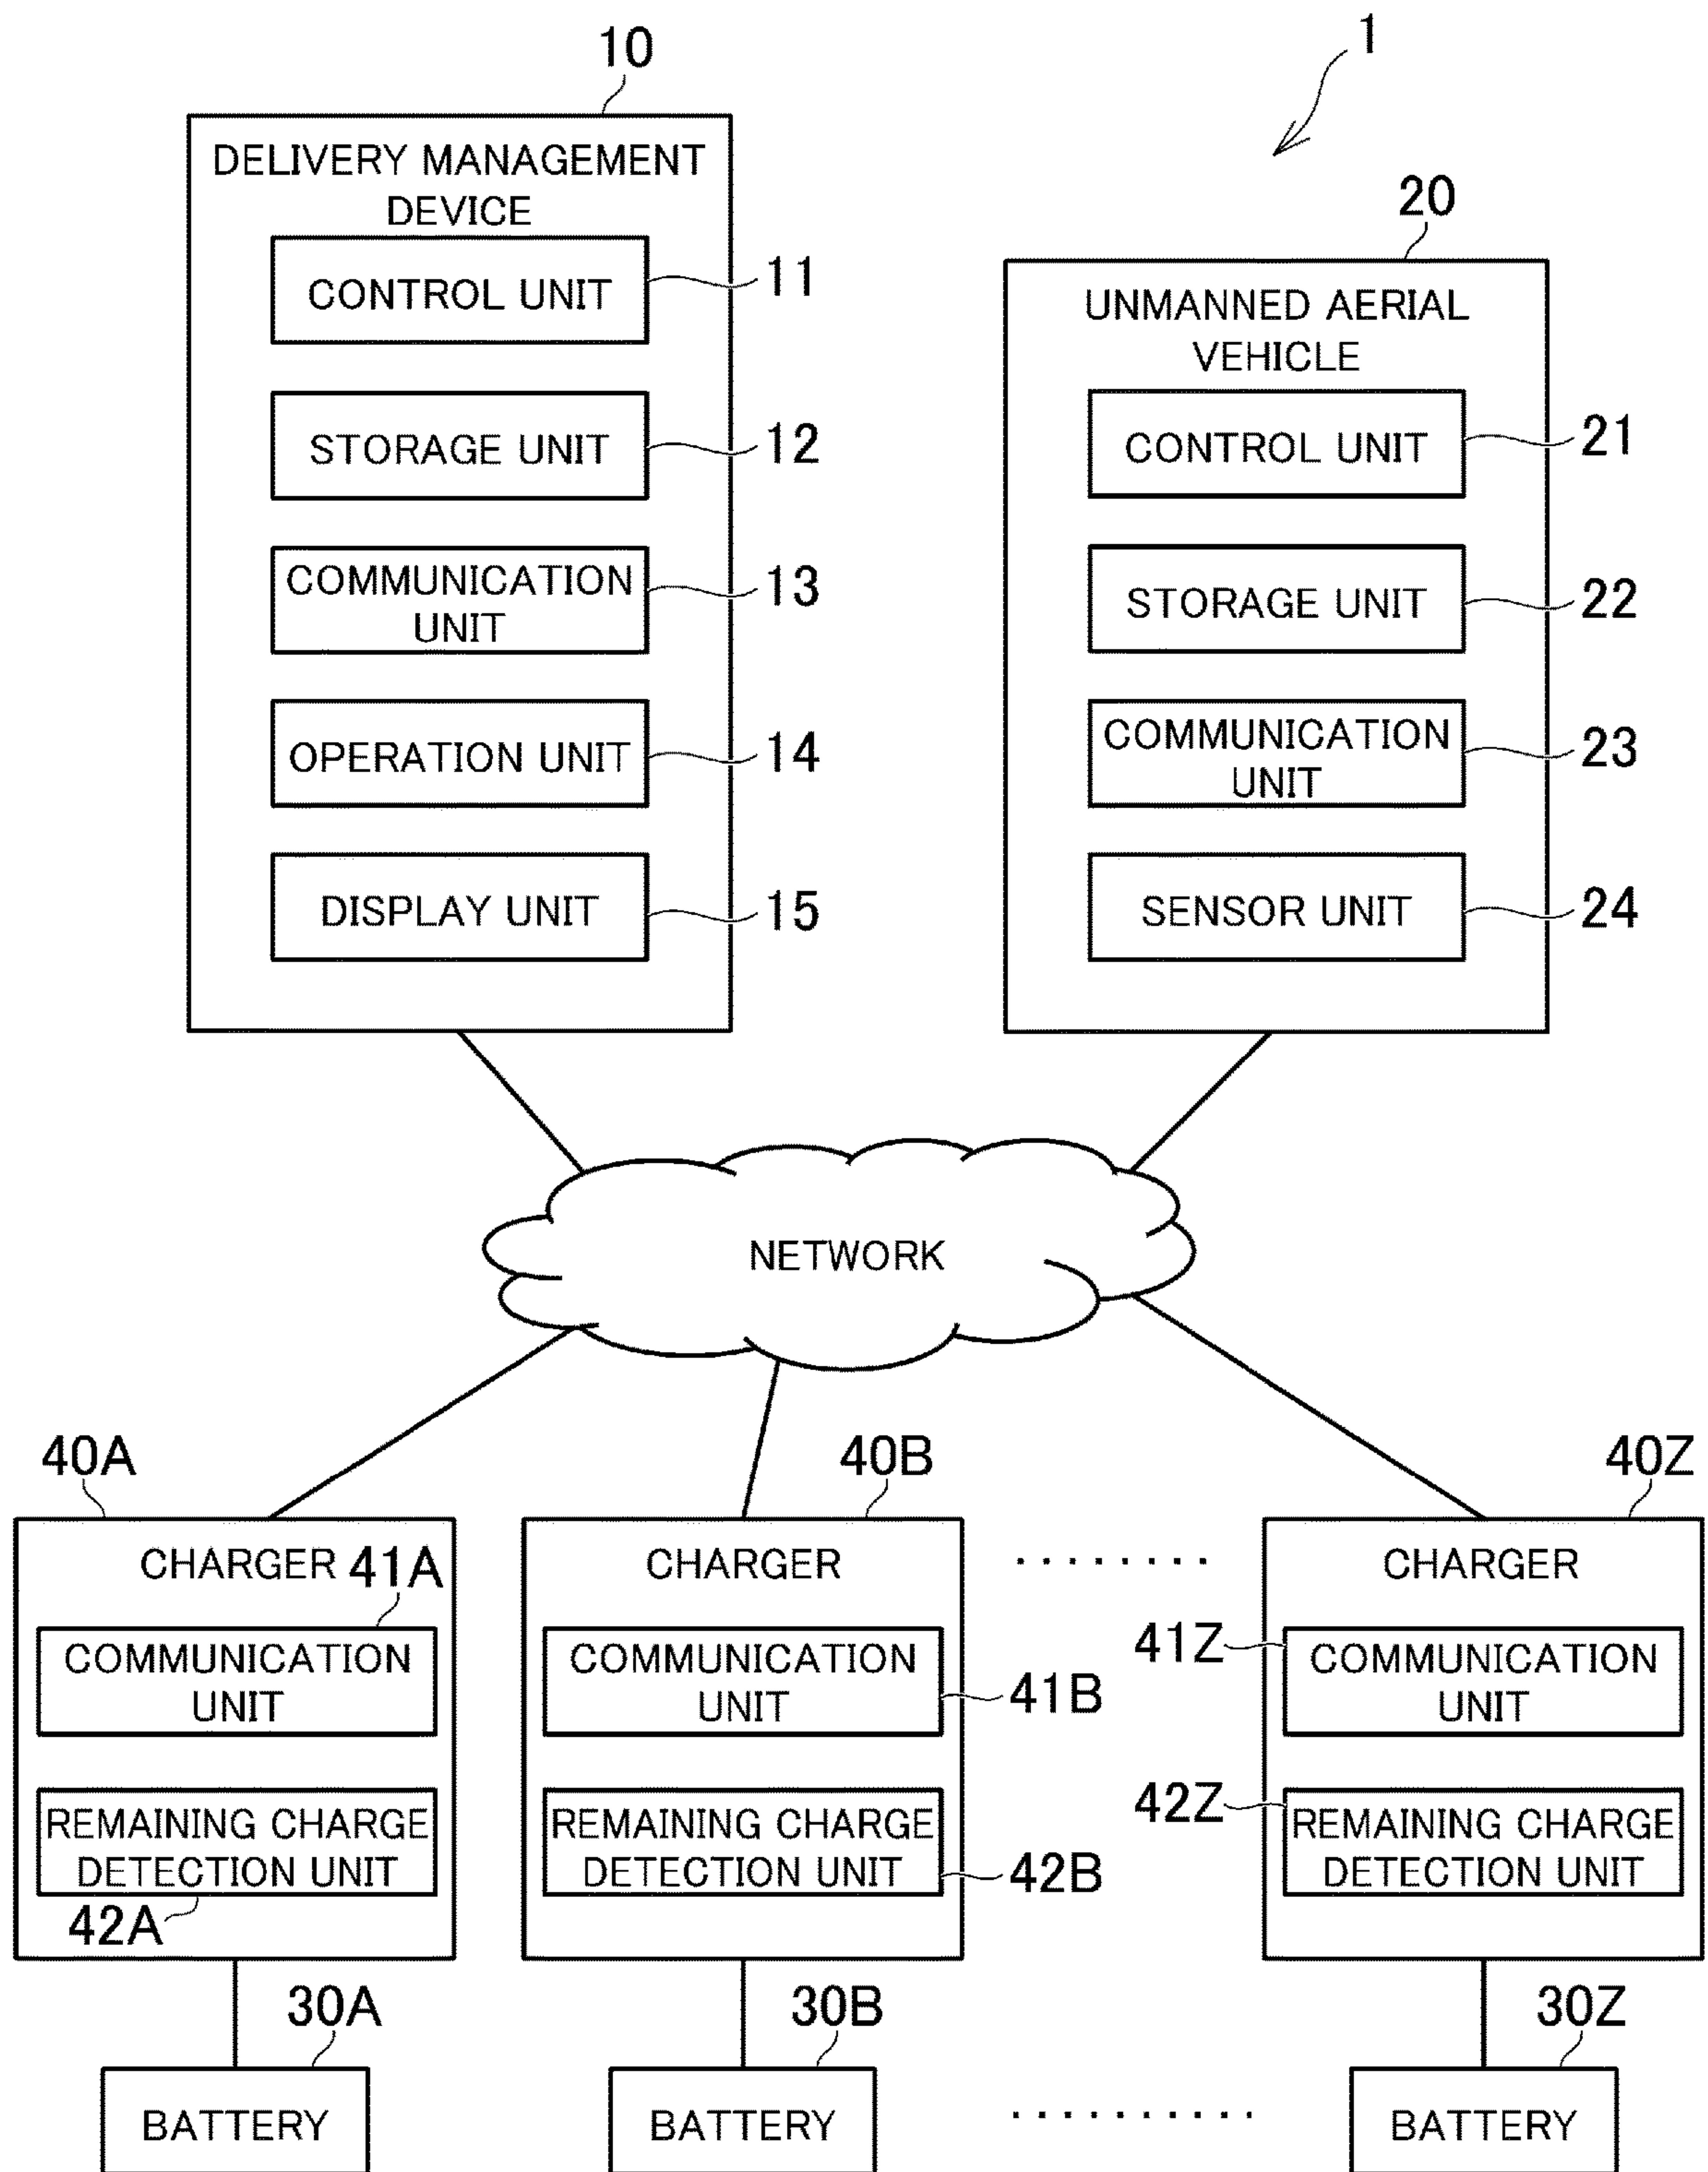 1
10
DELIVERY MANAGEMENT
DEVICE
CONTROL UNIT
11
STORAGE UNIT
12
COMMUNICATION
UNIT
13
OPERATION UNIT
14
DISPLAY UNIT
15
20
UNMANNED AERIAL
VEHICLE
CONTROL UNIT
21
STORAGE UNIT
22
COMMUNICATION
UNIT
23
SENSOR UNIT
24
NETWORK
40A
CHARGER
41A
COMMUNICATION
UNIT
REMAINING CHARGE
DETECTION UNIT
42A
30A
BATTERY
40B
CHARGER
COMMUNICATION
UNIT
41B
REMAINING CHARGE
DETECTION UNIT
42B
30B
BATTERY
.........
40Z
CHARGER
41Z
COMMUNICATION
UNIT
42Z
REMAINING CHARGE
DETECTION UNIT
30Z
BATTERY
..........